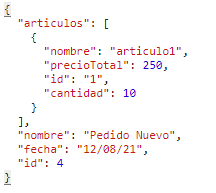 {
  "articulos": [
    {
      "nombre": "articulo1",
      "precioTotal": 250,
      "id": "1",
      "cantidad": 10
    }
  ],
  "nombre": "Pedido Nuevo",
  "fecha": "12/08/21",
  "id": 4
}